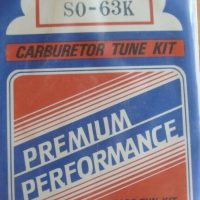 SO-63K
CARBURETOR TUNE KIT
PREMIUM
PERFORMANCE